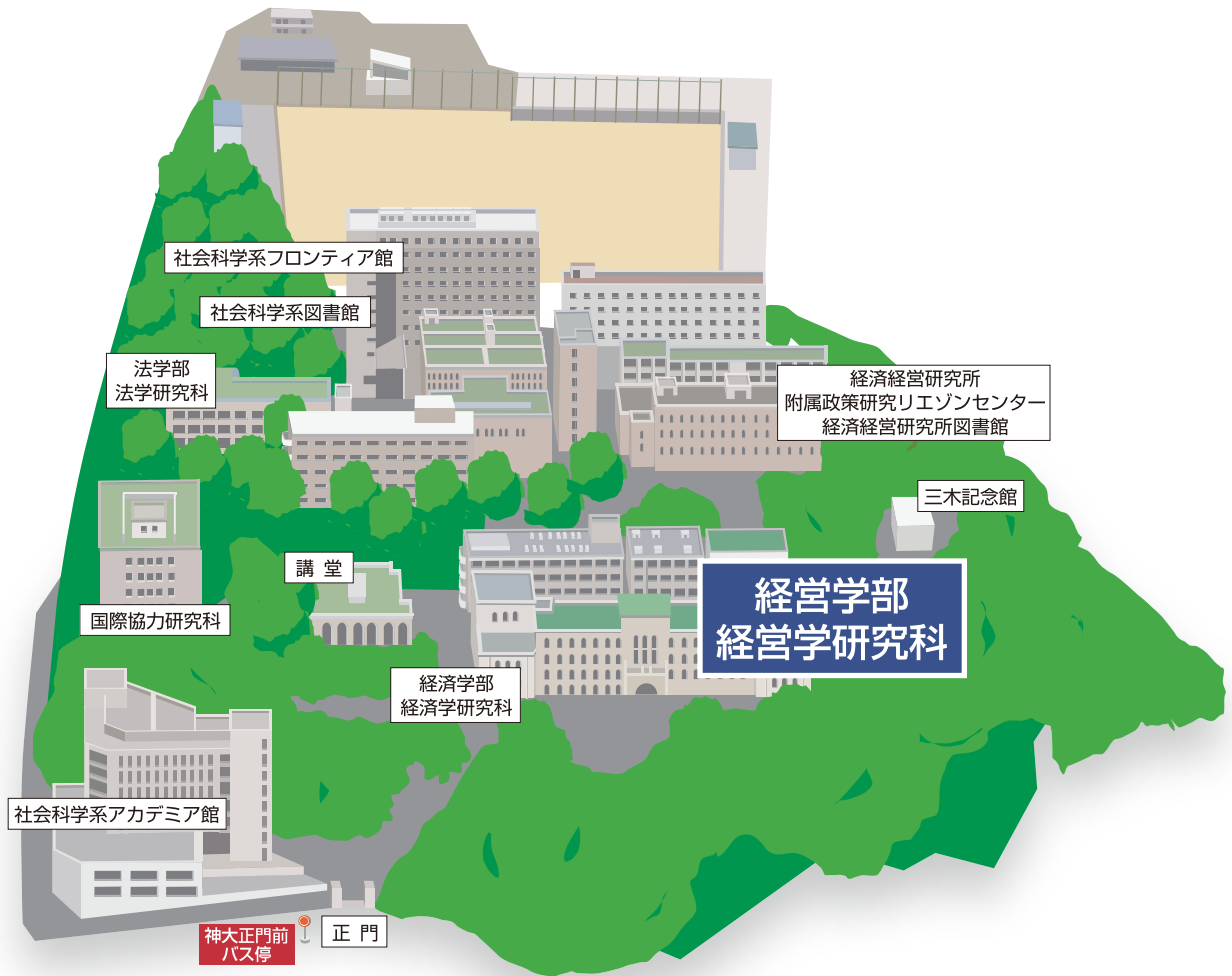 社会科学系フロンティア館
社会科学系図書館
法学部
法学研究科
経済経営研究所
附属政策研究リエゾンセンター
経済経営研究所図書館
三木記念館
講堂
経営学部
経営学研究科
国際協力研究科
経済学部
経済学研究科
社会科学系アカデミア館
神大正門前
バス停
正門